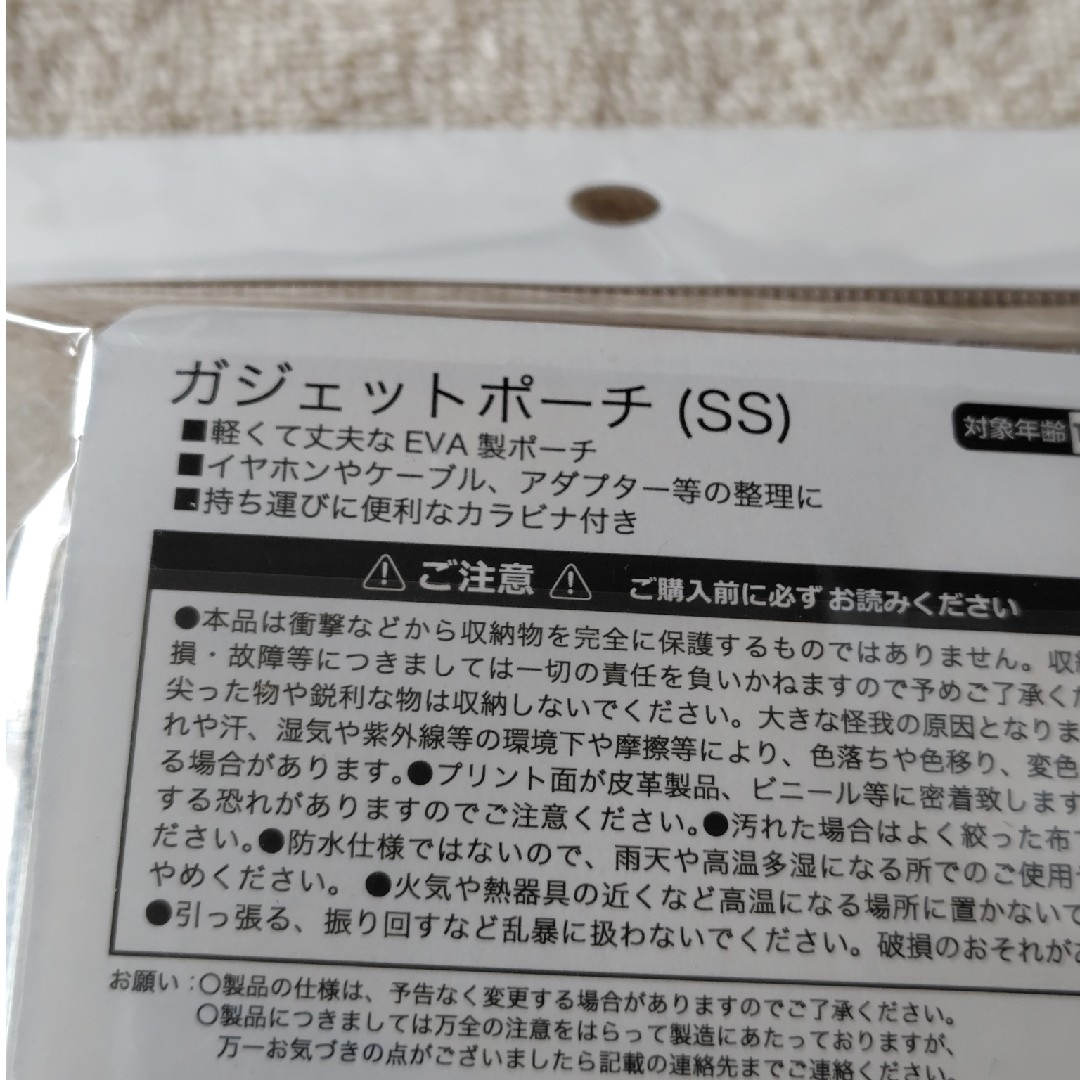 ガジェットポーチ (SS)
対象年齢
■軽くて丈夫な EVA 製ポーチ
■イヤホンやケーブル、アダプター等の整理に
■持ち運びに便利なカラビナ付き
⚠ ご注意 ⚠ ご購入前に必ずお読みください
●本品は衝撃などから収納物を完全に保護するものではありません。収納
損・故障等につきましては一切の責任を負いかねますので予めご了承くだ
尖った物や鋭利な物は収納しないでください。大きな怪我の原因となりま
れや汗、湿気や紫外線等の環境下や摩擦等により、色落ちや色移り、変色
る場合があります。●プリント面が皮革製品、ビニール等に密着致します
する恐れがありますのでご注意ください。●汚れた場合はよく絞った布で
ださい。●防水仕様ではないので、雨天や高温多湿になる所でのご使用
やめください。 ●火気や熱器具の近くなど高温になる場所に置かないで
●引っ張る、振り回すなど乱暴に扱わないでください。破損のおそれがあ
お願い：○製品の仕様は、予告なく変更する場合がありますのでご了承ください。
○製品につきましては万全の注意をはらって製造にあたっておりますが、
万一お気づきの点がございましたら記載の連絡先までご連絡ください。